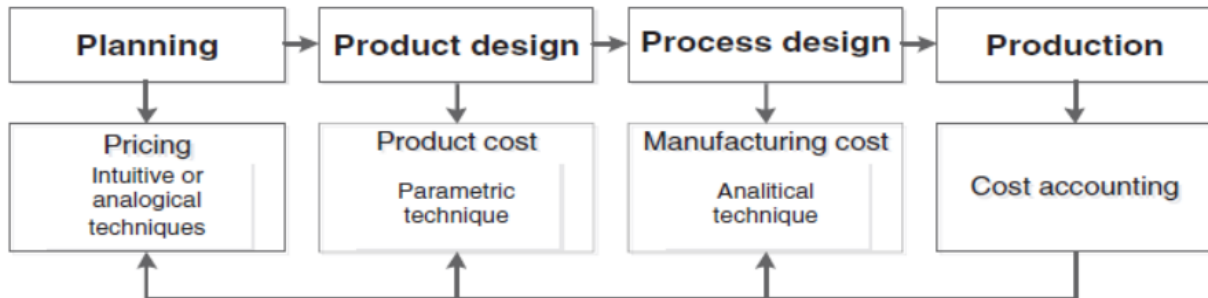 Planning
Product design
Process design
Production
Pricing
Intuitive or
analogical
techniques
Product cost
Parametric
technique
Manufacturing cost
Analitical
technique
Cost accounting